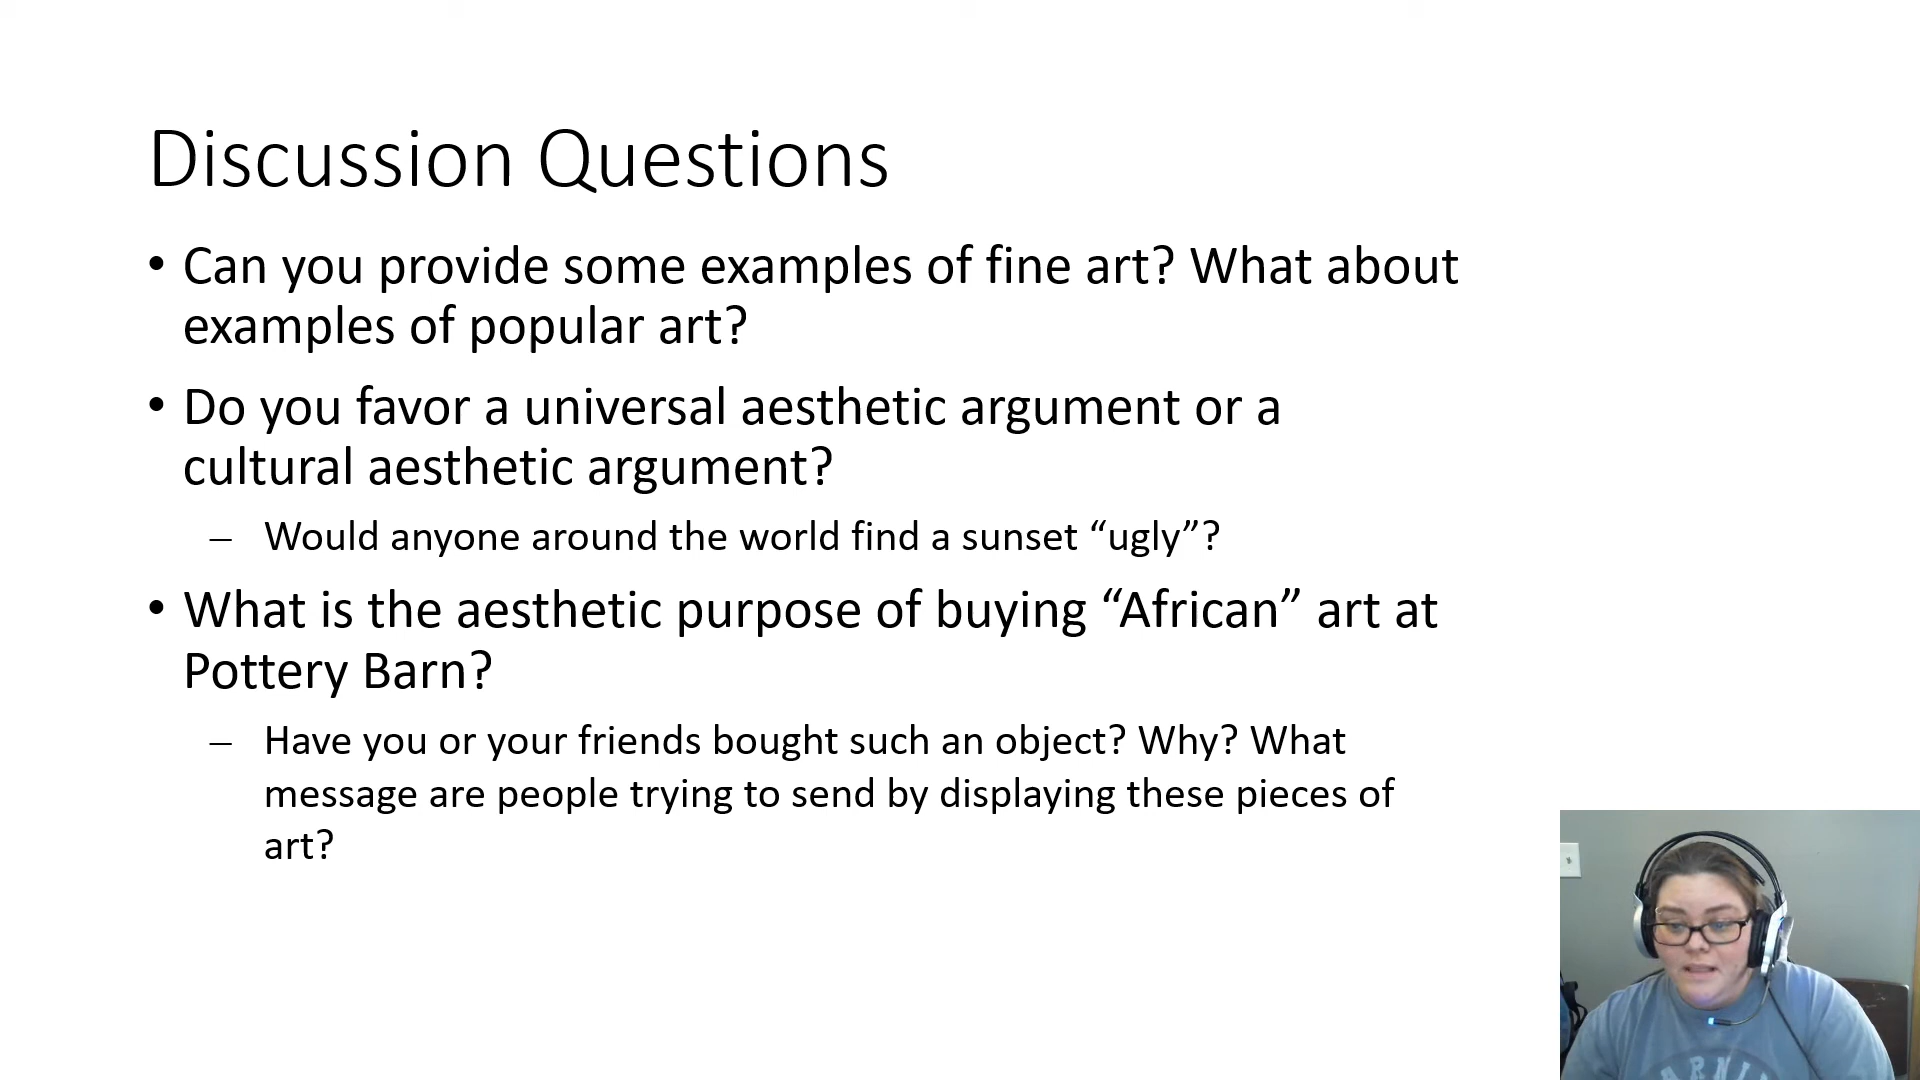 Discussion Questions
• Can you provide some examples of fine art? What about
examples of popular art?
• Do you favor a universal aesthetic argument or a
cultural aesthetic argument?
– Would anyone around the world find a sunset “ugly”?
• What is the aesthetic purpose of buying “African” art at
Pottery Barn?
– Have you or your friends bought such an object? Why? What
message are people trying to send by displaying these pieces of
art?